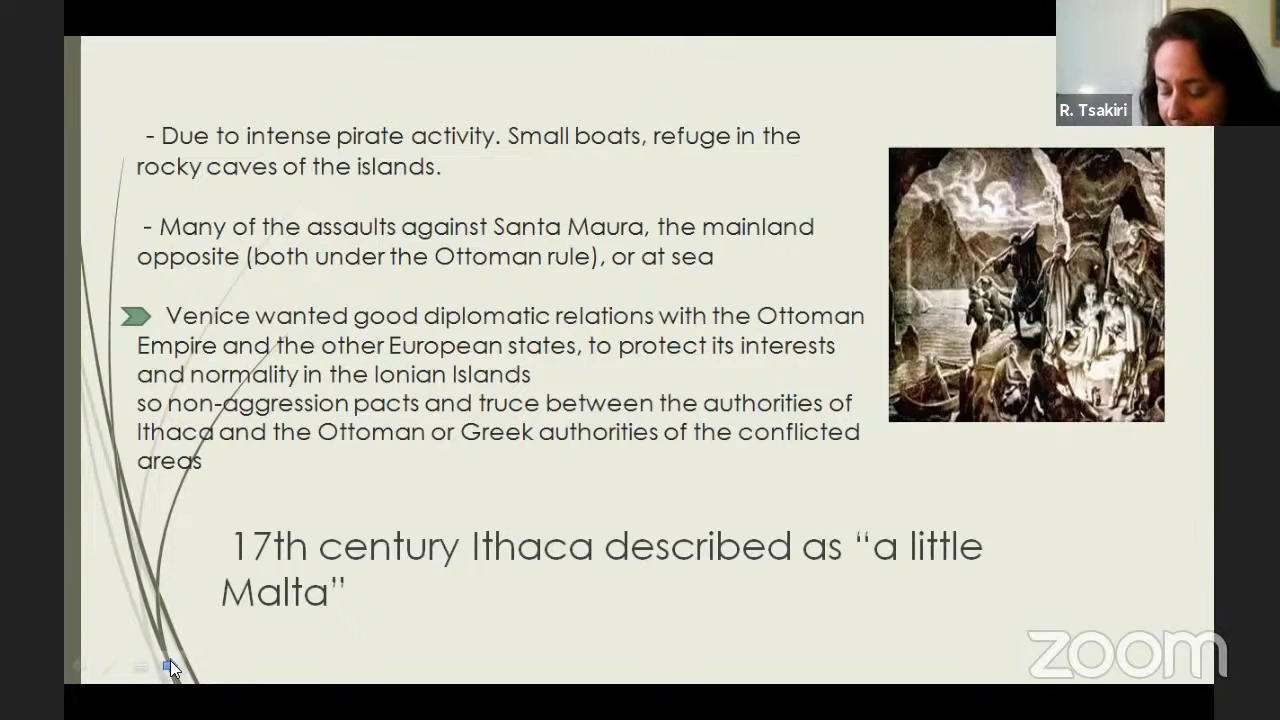 R. Tsakiri
- Due to intense pirate activity. Small boats, refuge in the
rocky caves of the islands.
- Many of the assaults against Santa Maura, the mainland
opposite (both under the Ottoman rule), or at sea
Venice wanted good diplomatic relations with the Ottoman
Empire and the other European states, to protect its interests
and normality in the Ionian Islands
so non-aggression pacts and truce between the authorities of
Ithaca and the Ottoman or Greek authorities of the conflicted
areas
17th century Ithaca described as “a little
Malta”
zoom